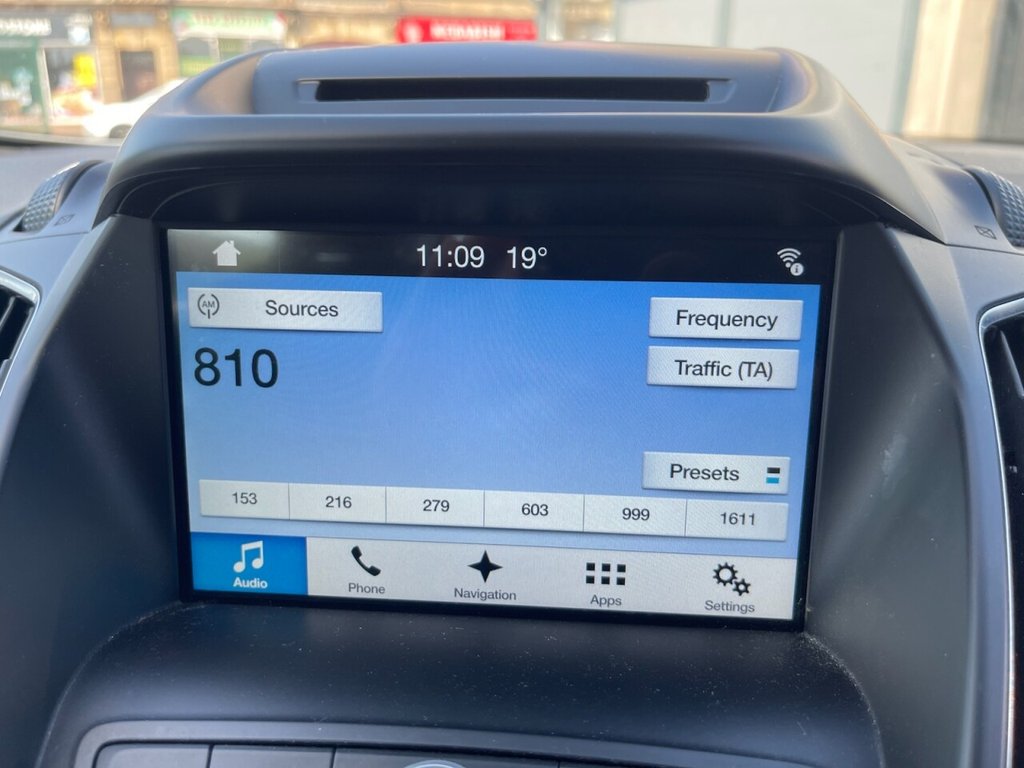 11:09 19°
AM
Sources
Frequency
810
Traffic (TA)
Presets
153 216 279 603 999 1611
Audio Phone Navigation Apps Settings